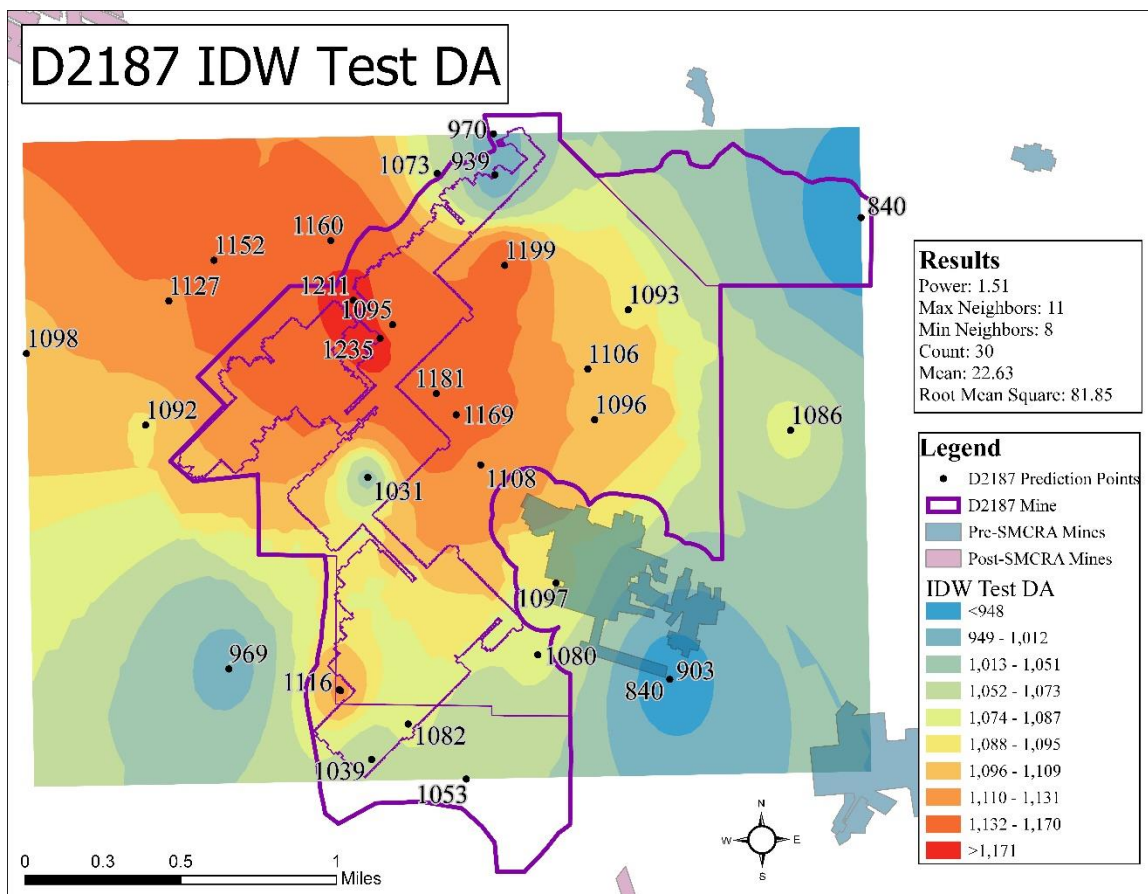 D2187 IDW Test DA
970
1073
939
840
1160
1152
1199
1127
1211
1093
1095
1235
1098
1106
1181
1169
1096
1092
1086
1108
1031
1097
1080
969
903
840
1116
1082
1039
1053
Results
Power: 1.51
Max Neighbors: 11
Min Neighbors: 8
Count: 30
Mean: 22.63
Root Mean Square: 81.85
Legend
D2187 Prediction Points
D2187 Mine
Pre-SMCRA Mines
Post-SMCRA Mines
IDW Test DA
<948
949 - 1,012
1,013 - 1,051
1,052 - 1,073
1,074 - 1,087
1,088 - 1,095
1,096 - 1,109
1,110 - 1,131
1,132 - 1,170
>1,171
N
W E
S
0 0.3 0.5 1
Miles